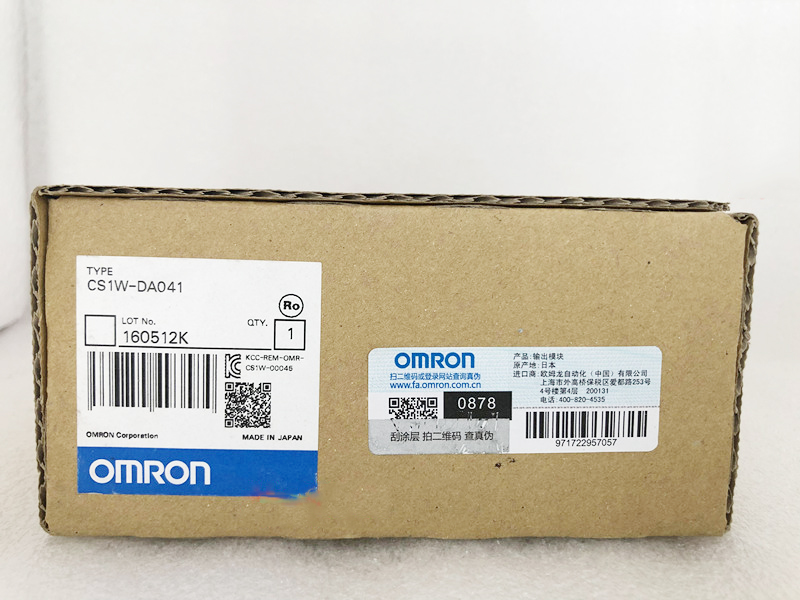 TYPE
CS1W-DA041
Ro
LOT No.
QTY.
160512K
1
KCC-REM-OMR-
CS1W-00045
OMRON Corporation
MADE IN JAPAN
OMRON
OMRON
扫二维码或登录网站查询真伪
www.fa.omron.com.cn
0878
刮涂层 拍二维码 查真伪
产品: 输出模块
原产地: 日本
进口商: 欧姆龙自动化（中国）有限公司
上海市外高桥保税区爱都路253号
4号楼第4层 200131
电话: 400-820-4535
971722957057